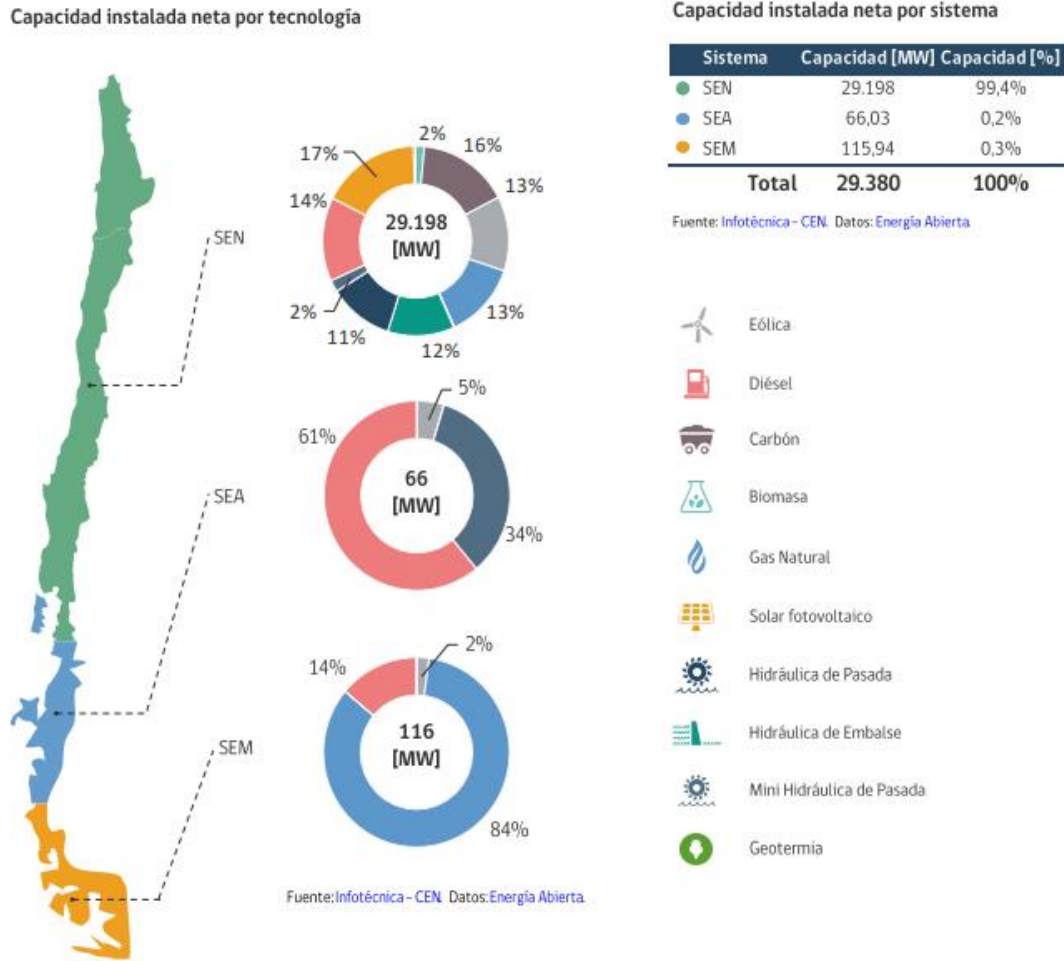 Capacidad instalada neta por tecnología
SEN
SEA
SEM
2%
16%
13%
13%
12%
11%
2%
14%
17%
29.198
[MW]
5%
34%
61%
66
[MW]
2%
84%
14%
116
[MW]
Fuente: Infotécnica – CEN. Datos: Energía Abierta.
Capacidad instalada neta por sistema
Sistema Capacidad [MW] Capacidad [%]
SEN 29.198 99,4%
SEA 66,03 0,2%
SEM 115,94 0,3%
Total 29.380 100%
Fuente: Infotécnica – CEN. Datos: Energía Abierta.
Eólica
Diésel
Carbón
Biomasa
Gas Natural
Solar fotovoltaico
Hidráulica de Pasada
Hidráulica de Embalse
Mini Hidráulica de Pasada
Geotermia